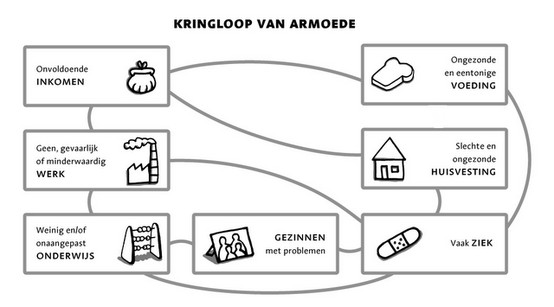 KRINGLOOP VAN ARMOEDE
Onvoldoende
INKOMEN
Ongezonde
en eentonige
VOEDING
Geen, gevaarlijk
of minderwaardig
WERK
Slechte en
ongezonde
HUISVESTING
Weinig en/of
onaangepast
ONDERWIJS
GEZINNEN
met problemen
Vaak ZIEK